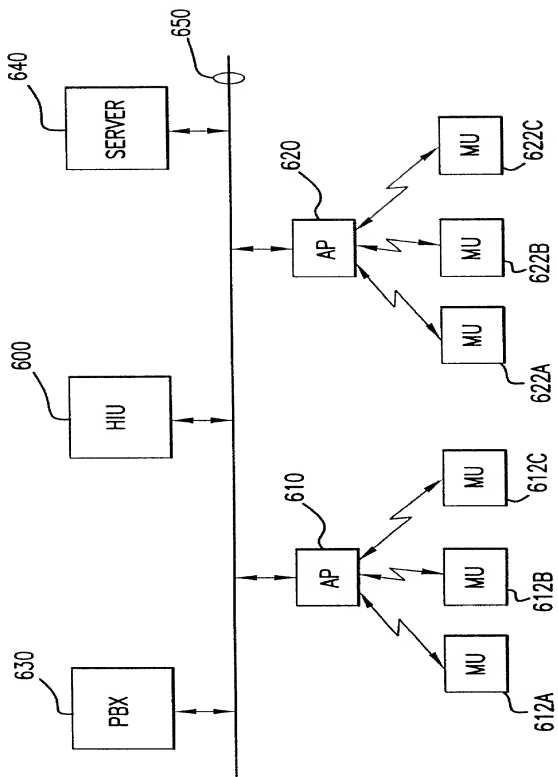 630
600
640
PBX
HIU
SERVER
650
610
620
AP
AP
MU
MU
MU
MU
MU
MU
612A
612B
612C
622A
622B
622C